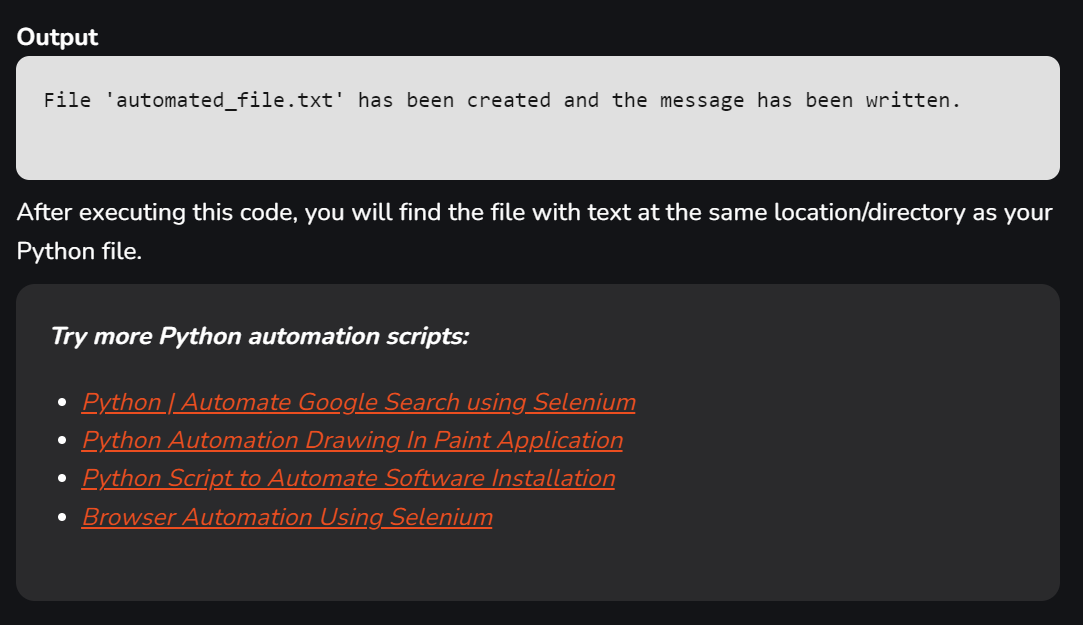 Output
File 'automated_file.txt' has been created and the message has been written.
After executing this code, you will find the file with text at the same location/directory as your
Python file.
Try more Python automation scripts:
Python | Automate Google Search using Selenium
Python Automation Drawing In Paint Application
Python Script to Automate Software Installation
Browser Automation Using Selenium